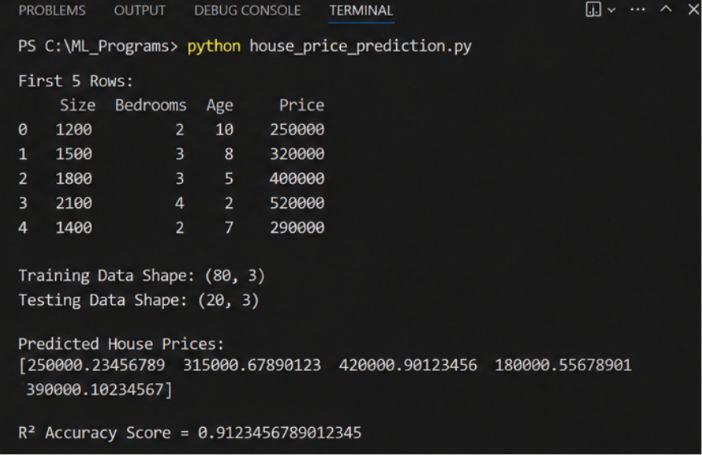 PROBLEMS OUTPUT DEBUG CONSOLE TERMINAL
PS C:\ML_Programs> python house_price_prediction.py
First 5 Rows:
Size Bedrooms Age Price
0 1200 2 10 250000
1 1500 3 8 320000
2 1800 3 5 400000
3 2100 4 2 520000
4 1400 2 7 290000
Training Data Shape: (80, 3)
Testing Data Shape: (20, 3)
Predicted House Prices:
[250000.23456789 315000.67890123 420000.90123456 180000.55678901
390000.10234567]
R² Accuracy Score = 0.9123456789012345